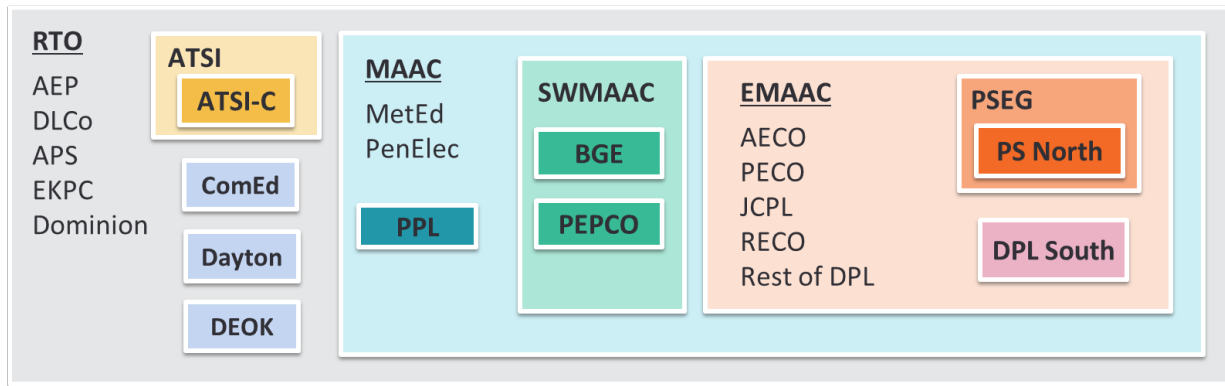 RTO
AEP
DLCo
APS
EKPC
Dominion
ATSI
ATSI-C
ComEd
Dayton
DEOK
MAAC
MetEd
PenElec
PPL
SWMAAC
BGE
PEPCO
EMAAC
AECO
PECO
JCPL
RECO
Rest of DPL
PSEG
PS North
DPL South